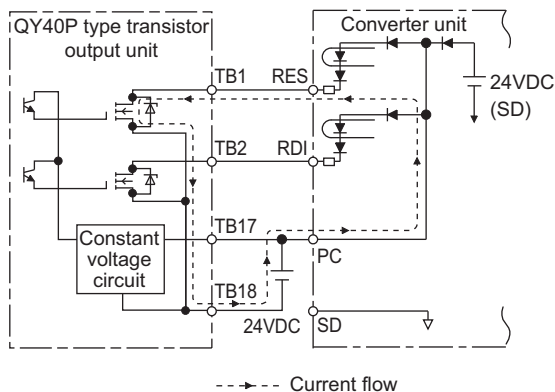 QY40P type transistor
output unit
Converter unit
TB1
RES
24VDC
(SD)
TB2
RDI
Constant
voltage
circuit
TB17
PC
TB18
24VDC
SD
Current flow